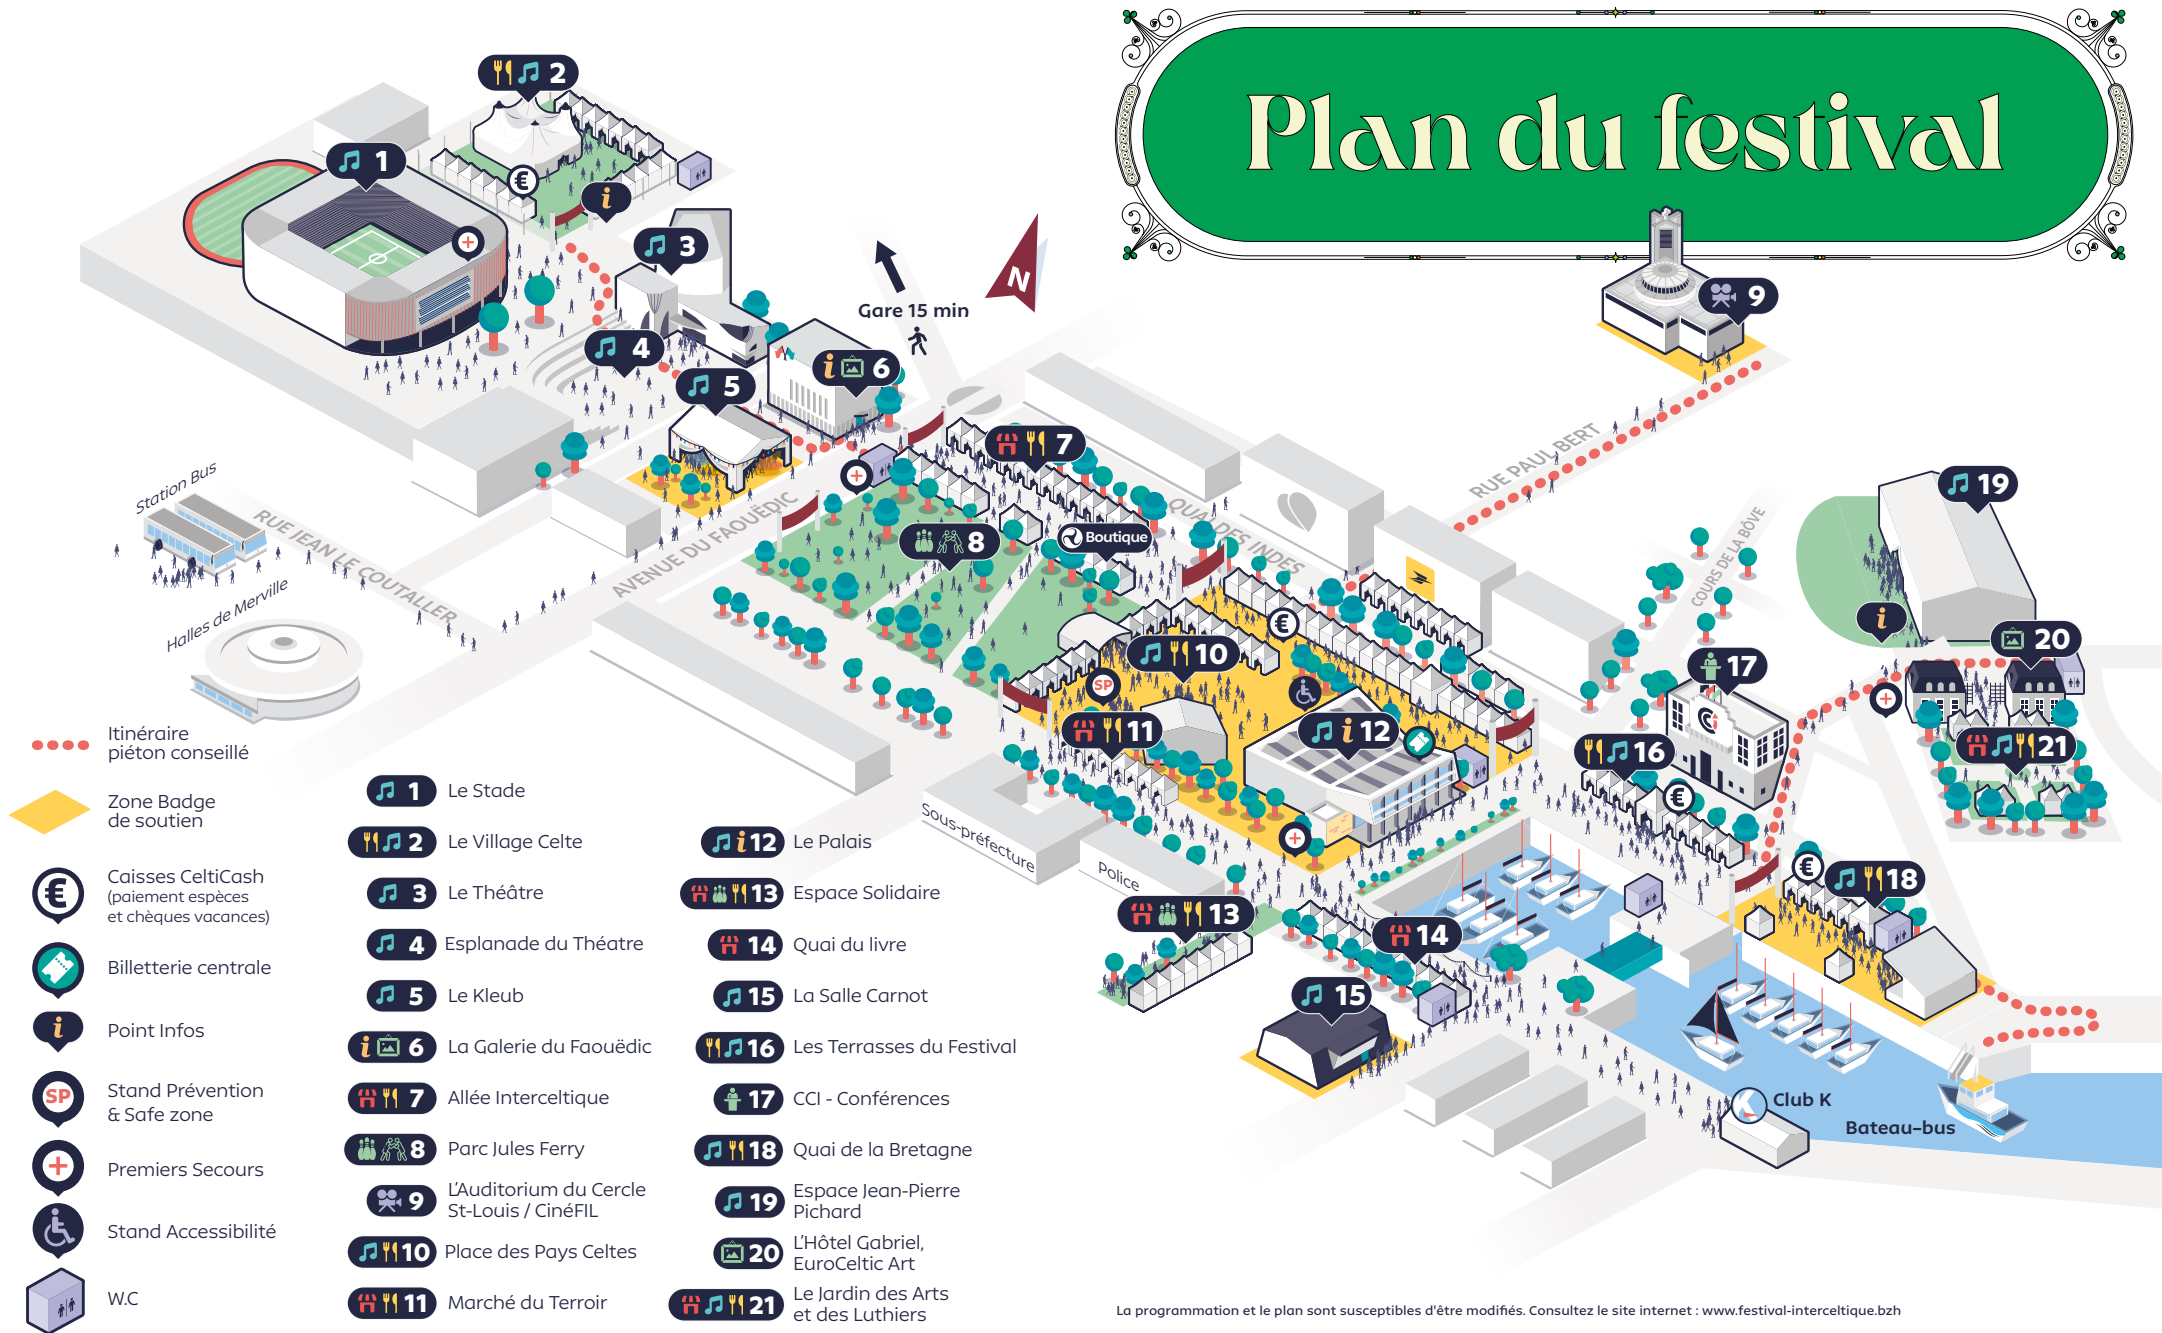 Plan du festival
2
1
i
3
4
5
i 6
Gare 15 min
N
9
7
8
Boutique
RUE PAUL BERT
QUAI DES INDES
COURS DE LA BÔVE
AVENUE DU FAOUËDIC
Station Bus
RUE JEAN LE COUTALLER
Halles de Merville
19
i
20
21
€
10
SP
11
i 12
17
16
€
€
18
Sous-préfecture
Police
13
14
15
Club K
Bateau-bus
Itinéraire
piéton conseillé
Zone Badge
de soutien
€ Caisses CeltiCash
(paiement espèces
et chèques vacances)
Billetterie centrale
i Point Infos
SP Stand Prévention
& Safe zone
Premiers Secours
Stand Accessibilité
W.C
1 Le Stade
2 Le Village Celte
3 Le Théâtre
4 Esplanade du Théatre
5 Le Kleub
i 6 La Galerie du Faouëdic
7 Allée Interceltique
8 Parc Jules Ferry
9 L'Auditorium du Cercle
St-Louis / CinéFIL
10 Place des Pays Celtes
11 Marché du Terroir
i 12 Le Palais
13 Espace Solidaire
14 Quai du livre
15 La Salle Carnot
16 Les Terrasses du Festival
17 CCI - Conférences
18 Quai de la Bretagne
19 Espace Jean-Pierre
Pichard
20 L'Hôtel Gabriel,
EuroCeltic Art
21 Le Jardin des Arts
et des Luthiers
La programmation et le plan sont susceptibles d'être modifiés. Consultez le site internet : www.festival-interceltique.bzh